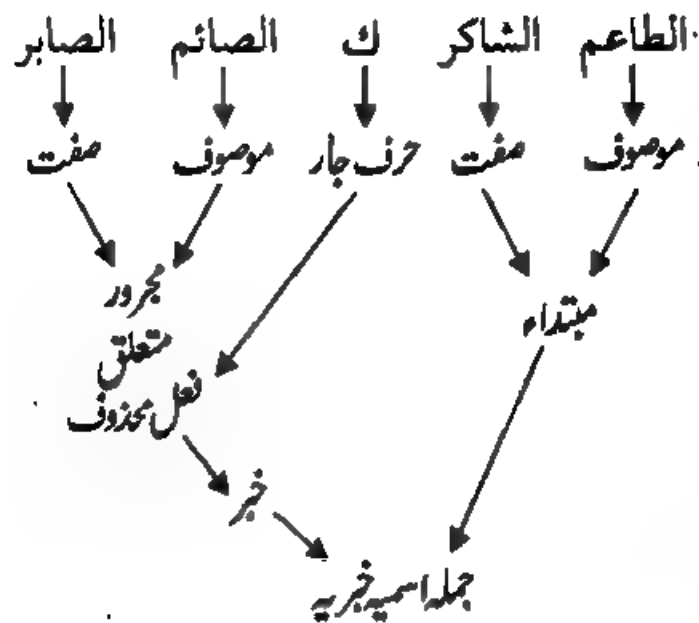 الطاعم الشاكر ك الصائم الصابر
موصوف صفت حرف جار موصوف صفت
مجرور
مبتداء
متعلق
فعل محذوف
خبر
جملہ اسمیہ خبریہ